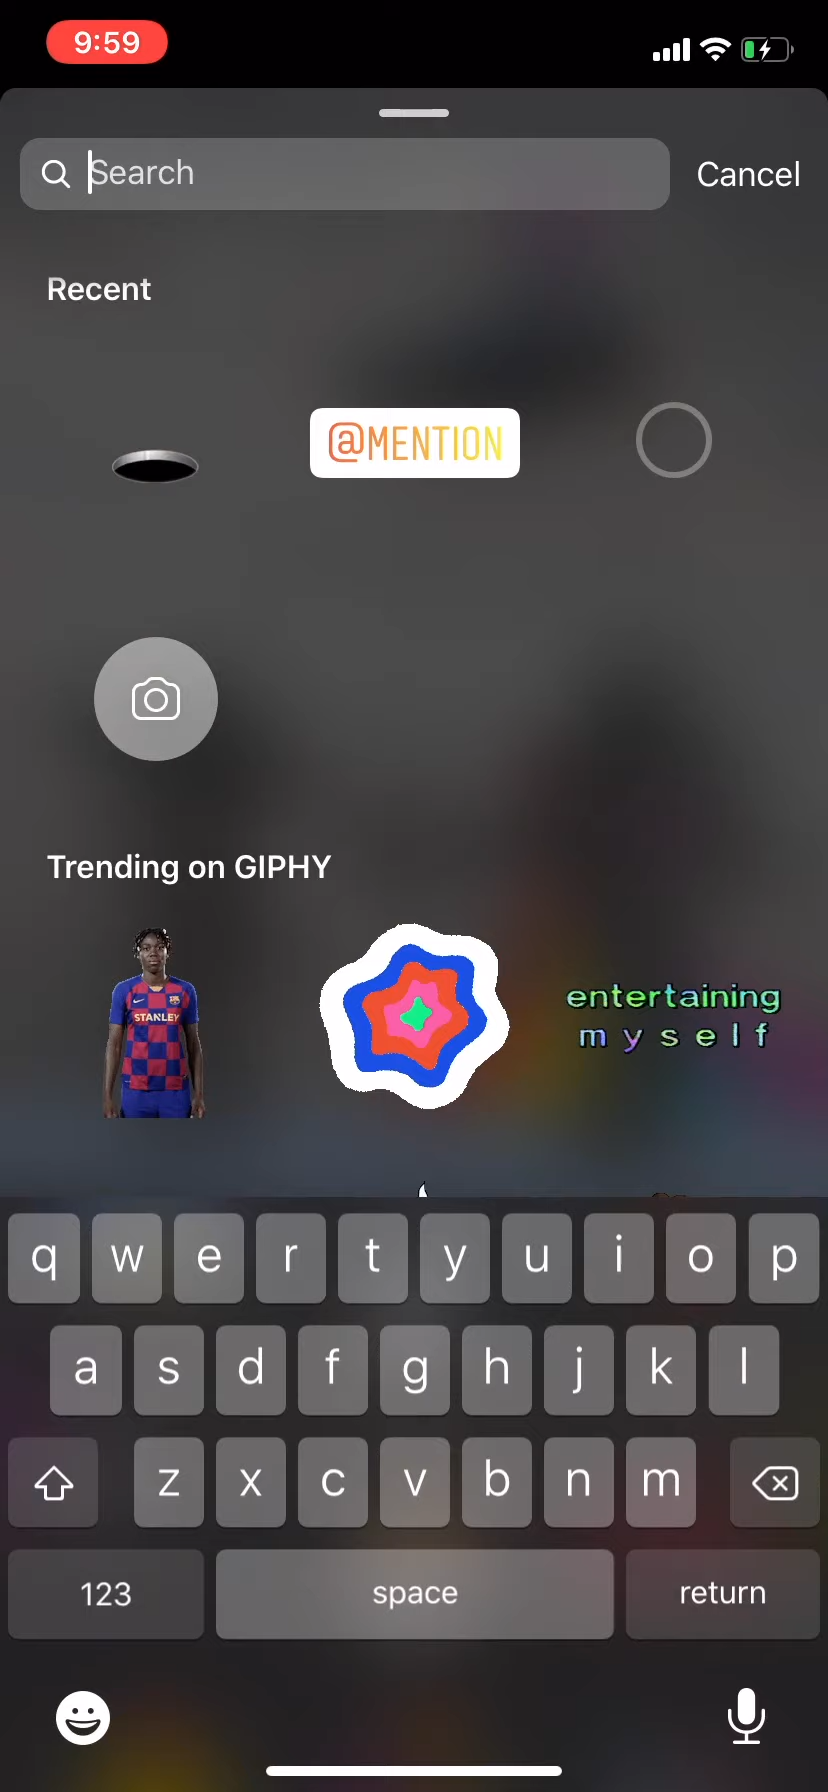 9:59
Search
Cancel
Recent
@MENTION
Trending on GIPHY
STANLEY
entertaining
myself
q w e r t y u i o p
a s d f g h j k l
z x c v b n m
123 space return